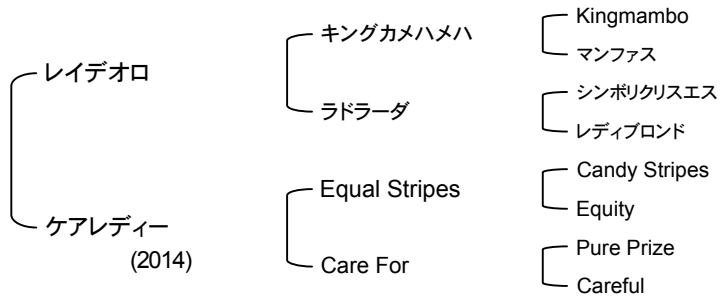 レイデオロ
ケアレディー
(2014)
キングカメハメハ
ラドラーダ
Equal Stripes
Care For
Kingmambo
マンファス
シンボリクリスエス
レディブロンド
Candy Stripes
Equity
Pure Prize
Careful